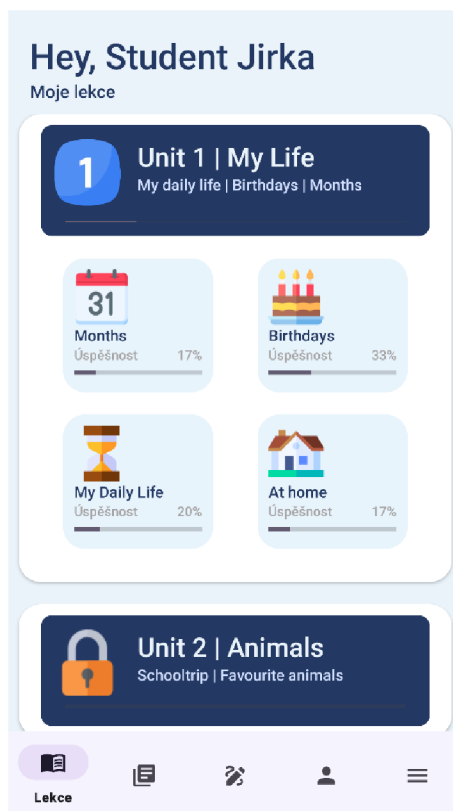 Hey, Student Jirka
Moje lekce
1
Unit 1 | My Life
My daily life | Birthdays | Months
31
Months
Úspěšnost 17%
Birthdays
Úspěšnost 33%
My Daily Life
Úspěšnost 20%
At home
Úspěšnost 17%
Unit 2 | Animals
Schooltrip | Favourite animals
Lekce